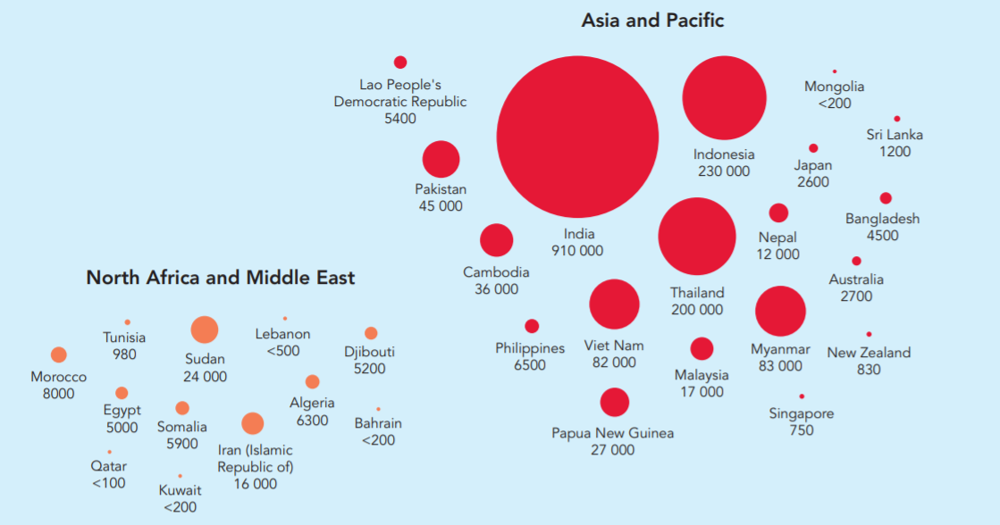 Asia and Pacific
Lao People's
Democratic Republic
5400
Pakistan
45 000
India
910 000
Indonesia
230 000
Mongolia
<200
Sri Lanka
1200
Japan
2600
Bangladesh
4500
Nepal
12 000
Australia
2700
Cambodia
36 000
Thailand
200 000
Philippines
6500
Viet Nam
82 000
Malaysia
17 000
Myanmar
83 000
New Zealand
830
Singapore
750
Papua New Guinea
27 000
North Africa and Middle East
Tunisia
980
Morocco
8000
Sudan
24 000
Lebanon
<500
Djibouti
5200
Egypt
5000
Somalia
5900
Algeria
6300
Bahrain
<200
Iran (Islamic
Republic of)
16 000
Qatar
<100
Kuwait
<200